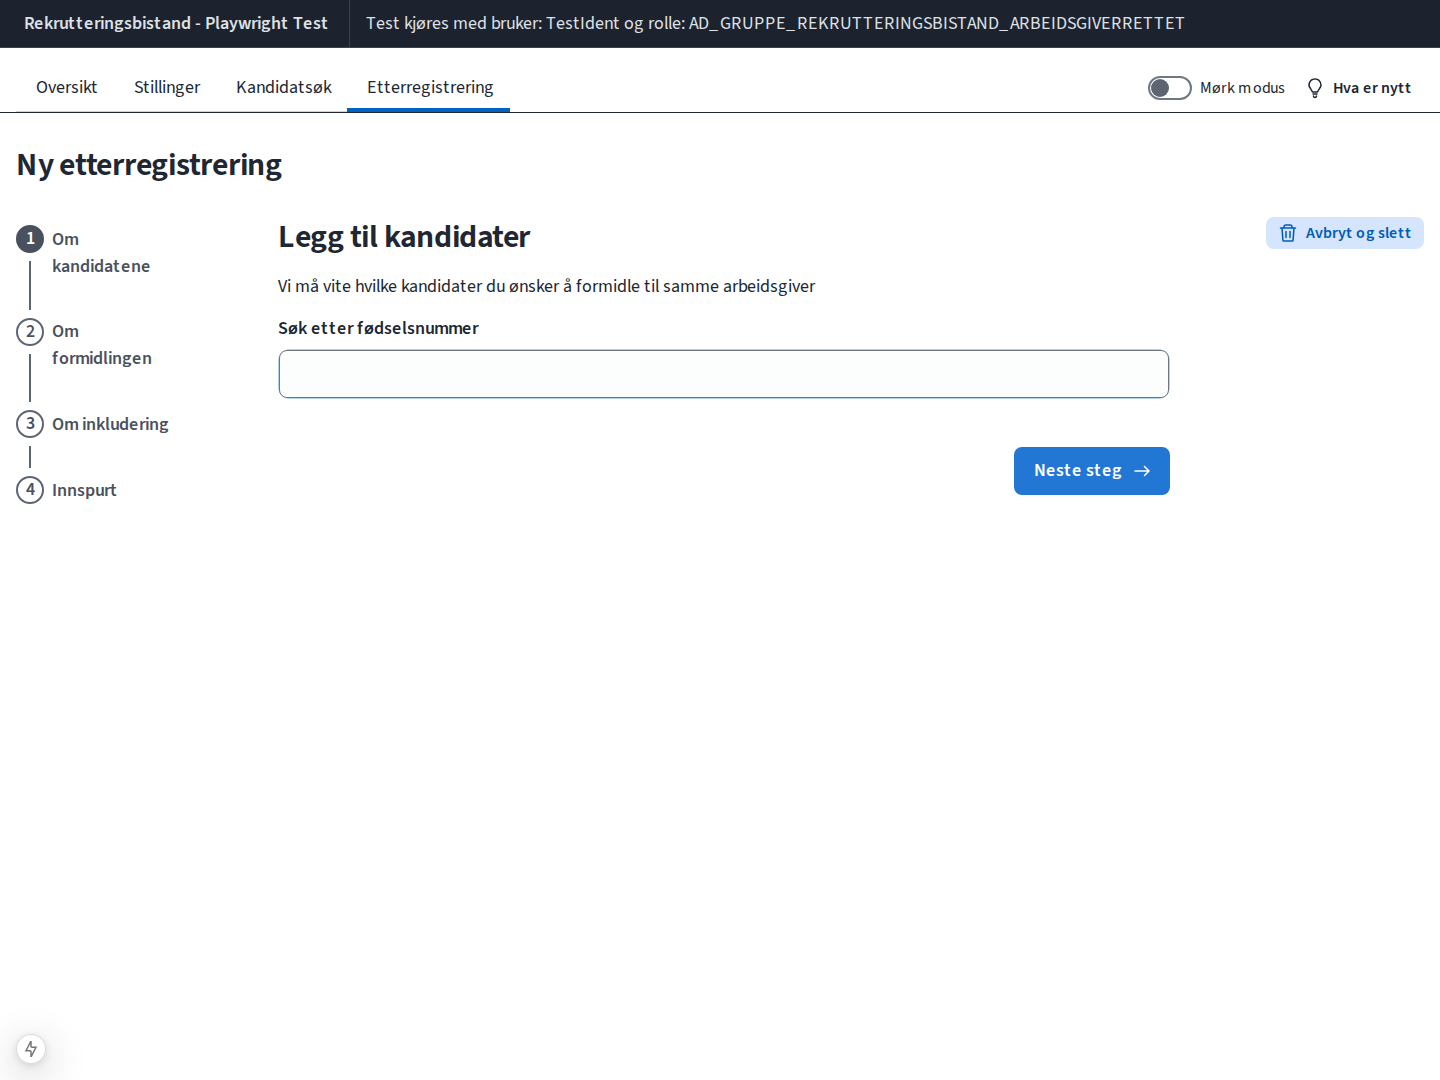 Rekrutteringsbistand - Playwright Test
Test kjøres med bruker: TestIdent og rolle: AD_GRUPPE_REKRUTTERINGSBISTAND_ARBEIDSGIVERRETTET
Oversikt
Stillinger
Kandidatsøk
Etterregistrering
Mørk modus
Hva er nytt
Ny etterregistrering
1
Om
kandidatene
2
Om
formidlingen
3
Om inkludering
4
Innspurt
Legg til kandidater
Avbryt og slett
Vi må vite hvilke kandidater du ønsker å formidle til samme arbeidsgiver
Søk etter fødselsnummer
Neste steg